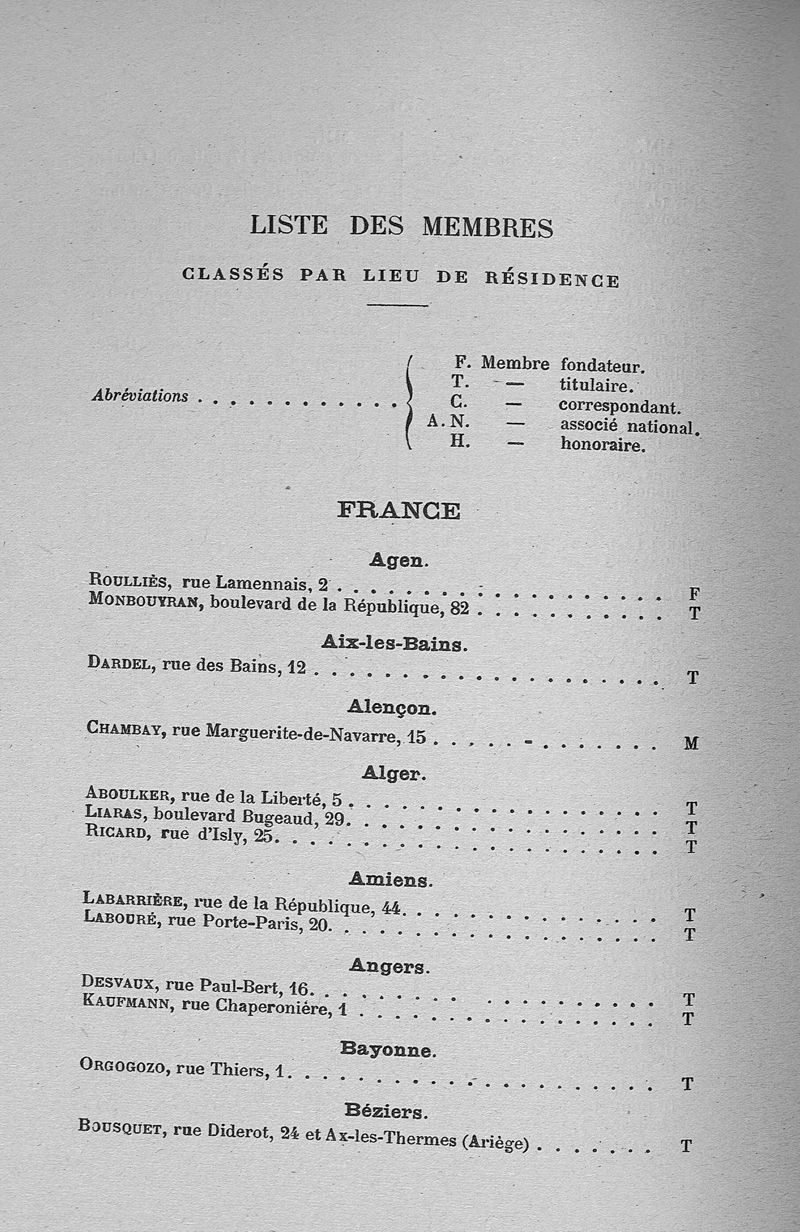 LISTE DES MEMBRES
CLASSÉS PAR LIEU DE RÉSIDENCE
Abréviations . . . . . . . . . . . .
F. Membre fondateur.
T. — titulaire.
C. — correspondant.
A. N. — associé national.
H. — honoraire.
FRANCE
Agen.
ROULLIÈS, rue Lamennais, 2 . . . . . . . . . . . . . . . . . F
MONBOUYRAN, boulevard de la République, 82 . . . . . . . . . . T
Aix-les-Bains.
DARDEL, rue des Bains, 12 . . . . . . . . . . . . . . . . . T
Alençon.
CHAMBAY, rue Marguerite-de-Navarre, 15 . . . . . . . . . . . . M
Alger.
ABOULKER, rue de la Liberté, 5 . . . . . . . . . . . . . . . . T
LIARAS, boulevard Bugeaud, 29. . . . . . . . . . . . . . . . . T
RICARD, rue d'Isly, 25. . . . . . . . . . . . . . . . . . . . T
Amiens.
LABARRIÈRE, rue de la République, 44. . . . . . . . . . . . . . T
LABOURÉ, rue Porte-Paris, 20. . . . . . . . . . . . . . . . . . T
Angers.
DESVAUX, rue Paul-Bert, 16. . . . . . . . . . . . . . . . . . T
KAUFMANN, rue Chaperonière, 1 . . . . . . . . . . . . . . . . T
Bayonne.
ORGOGOZO, rue Thiers, 1. . . . . . . . . . . . . . . . . . . . T
Béziers.
BOUSQUET, rue Diderot, 24 et Ax-les-Thermes (Ariège) . . . . . . . T